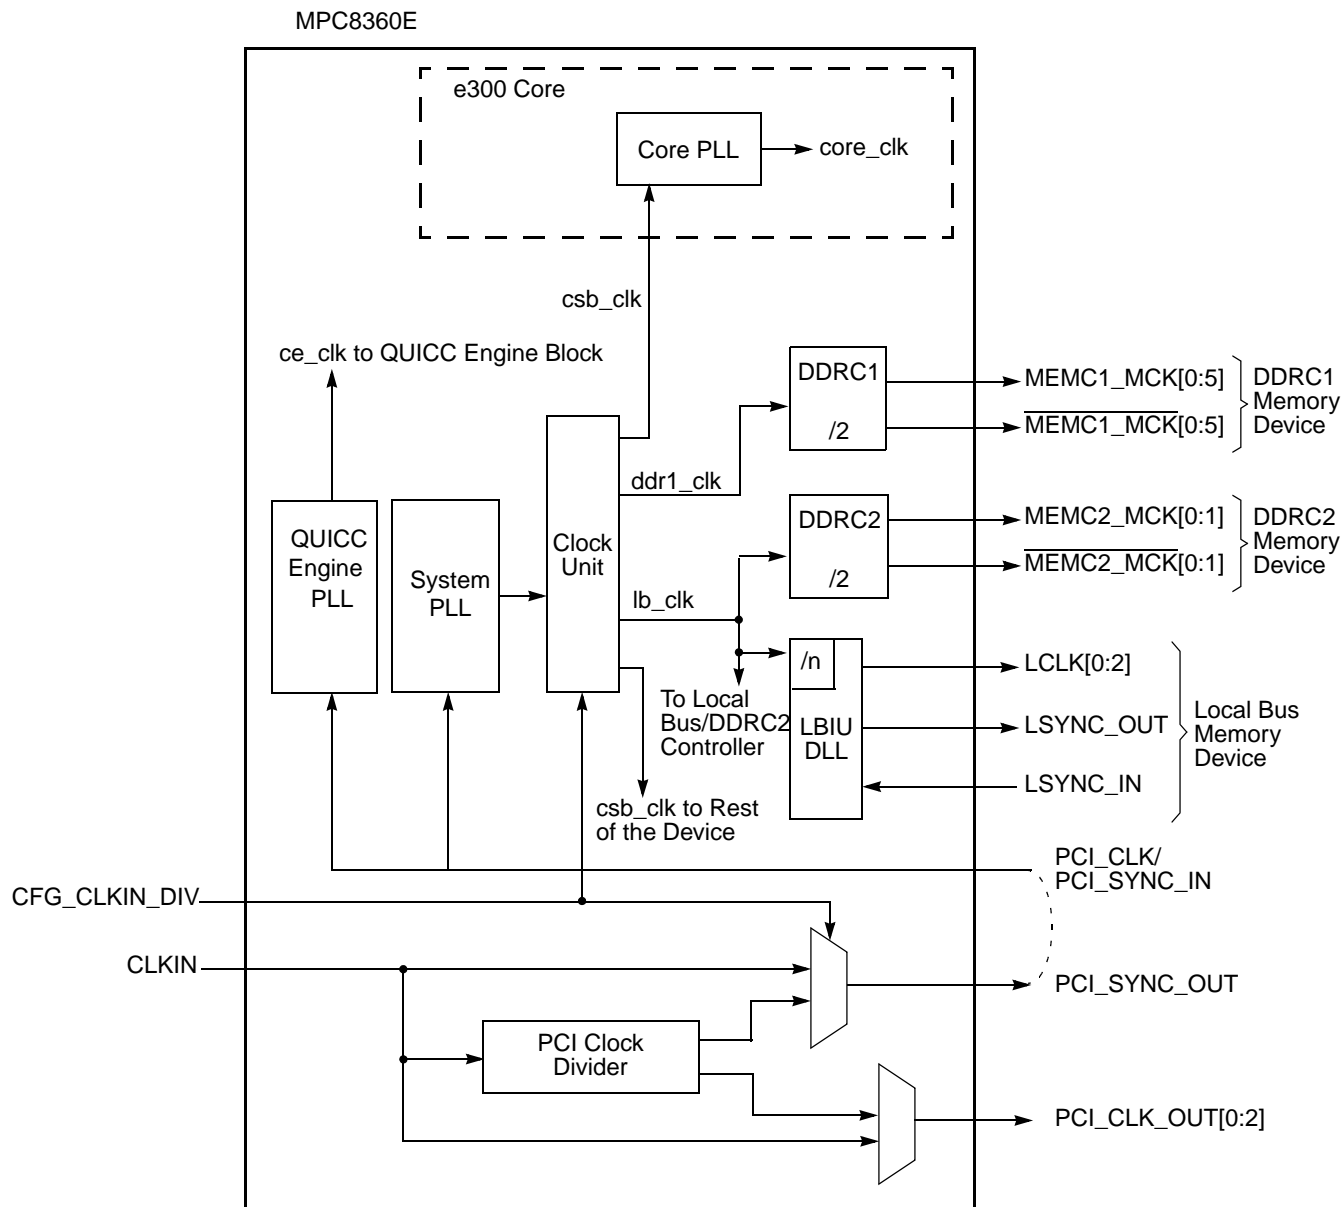 MPC8360E
e300 Core
Core PLL
core_clk
csb_clk
ce_clk to QUICC Engine Block
DDRC1
/2
MEMC1_MCK[0:5]
MEMC1_MCK[0:5]
DDRC1
Memory
Device
ddr1_clk
QUICC
Engine
PLL
System
PLL
Clock
Unit
DDRC2
/2
MEMC2_MCK[0:1]
MEMC2_MCK[0:1]
DDRC2
Memory
Device
lb_clk
/n
LBIU
DLL
To Local
Bus/DDRC2
Controller
LCLK[0:2]
LSYNC_OUT
LSYNC_IN
Local Bus
Memory
Device
csb_clk to Rest
of the Device
PCI_CLK/
PCI_SYNC_IN
CFG_CLKIN_DIV
CLKIN
PCI_SYNC_OUT
PCI Clock
Divider
PCI_CLK_OUT[0:2]